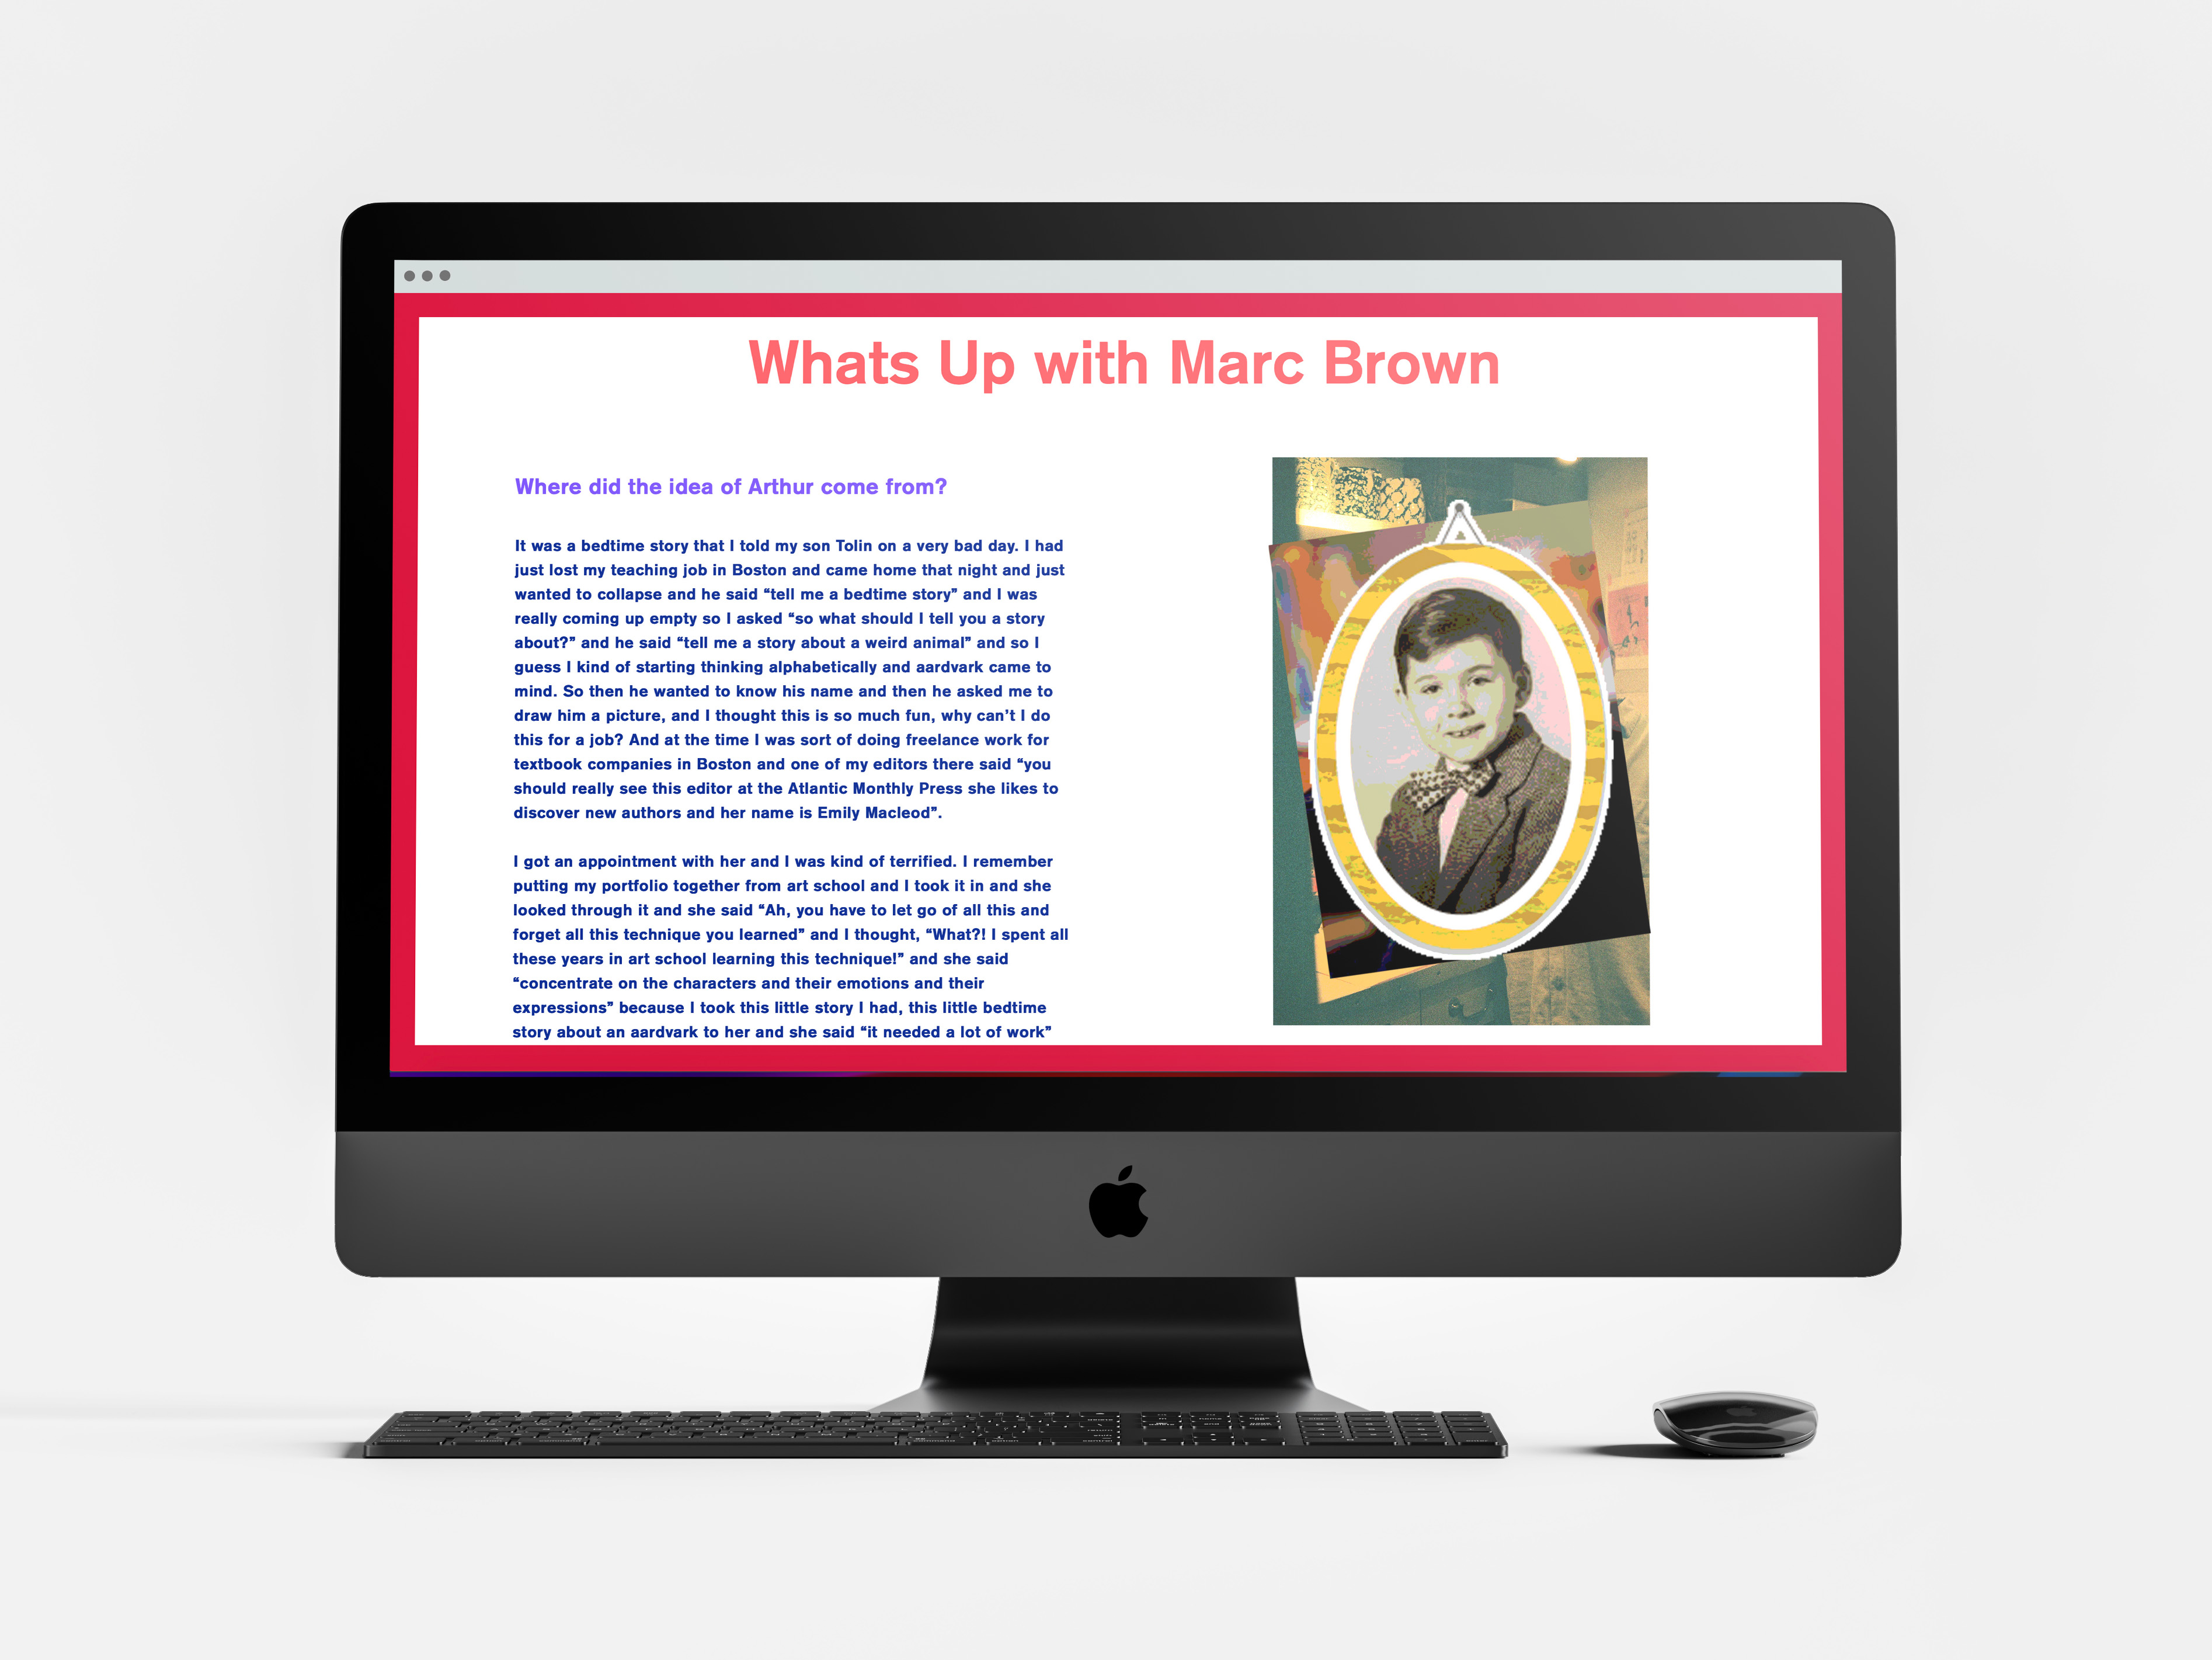 Whats Up with Marc Brown
Where did the idea of Arthur come from?
It was a bedtime story that I told my son Tolin on a very bad day. I had
just lost my teaching job in Boston and came home that night and just
wanted to collapse and he said “tell me a bedtime story” and I was
really coming up empty so I asked “so what should I tell you a story
about?” and he said “tell me a story about a weird animal” and so I
guess I kind of starting thinking alphabetically and aardvark came to
mind. So then he wanted to know his name and then he asked me to
draw him a picture, and I thought this is so much fun, why can’t I do
this for a job? And at the time I was sort of doing freelance work for
textbook companies in Boston and one of my editors there said “you
should really see this editor at the Atlantic Monthly Press she likes to
discover new authors and her name is Emily Macleod”.
I got an appointment with her and I was kind of terrified. I remember
putting my portfolio together from art school and I took it in and she
looked through it and she said “Ah, you have to let go of all this and
forget all this technique you learned” and I thought, “What?! I spent all
these years in art school learning this technique!” and she said
“concentrate on the characters and their emotions and their
expressions” because I took this little story I had, this little bedtime
story about an aardvark to her and she said “it needed a lot of work”